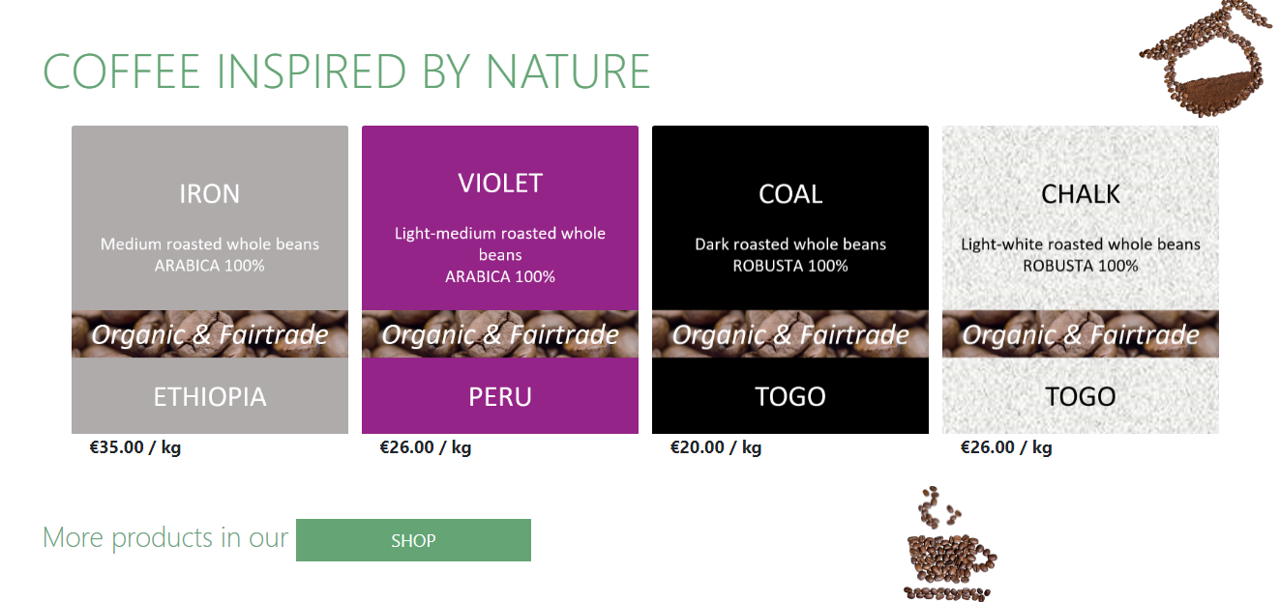 COFFEE INSPIRED BY NATURE
IRON
Medium roasted whole beans
ARABICA 100%
Organic & Fairtrade
ETHIOPIA
€35.00 / kg
VIOLET
Light-medium roasted whole
beans
ARABICA 100%
Organic & Fairtrade
PERU
€26.00 / kg
COAL
Dark roasted whole beans
ROBUSTA 100%
Organic & Fairtrade
TOGO
€20.00 / kg
CHALK
Light-white roasted whole beans
ROBUSTA 100%
Organic & Fairtrade
TOGO
€26.00 / kg
More products in our SHOP